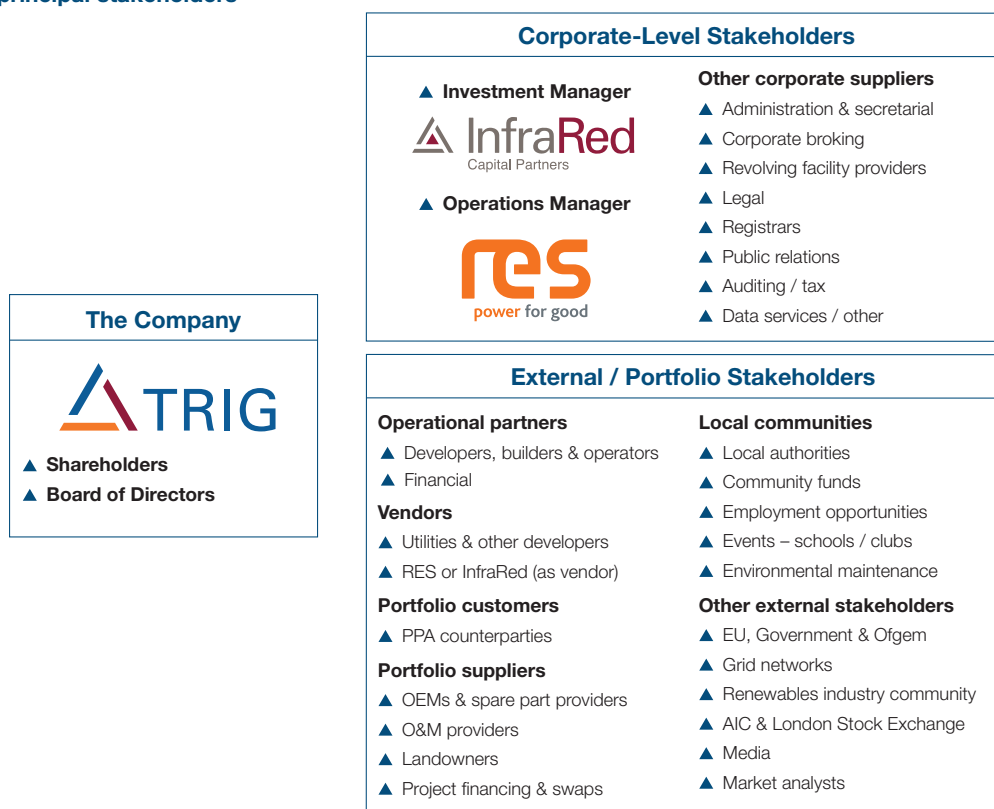 principal stakeholders
Corporate-Level Stakeholders
▲ Investment Manager
InfraRed
Capital Partners
▲ Operations Manager
res
power for good
Other corporate suppliers
▲ Administration & secretarial
▲ Corporate broking
▲ Revolving facility providers
▲ Legal
▲ Registrars
▲ Public relations
▲ Auditing / tax
▲ Data services / other
The Company
TRIG
▲ Shareholders
▲ Board of Directors
External / Portfolio Stakeholders
Operational partners
▲ Developers, builders & operators
▲ Financial
Vendors
▲ Utilities & other developers
▲ RES or InfraRed (as vendor)
Portfolio customers
▲ PPA counterparties
Portfolio suppliers
▲ OEMs & spare part providers
▲ O&M providers
▲ Landowners
▲ Project financing & swaps
Local communities
▲ Local authorities
▲ Community funds
▲ Employment opportunities
▲ Events – schools / clubs
▲ Environmental maintenance
Other external stakeholders
▲ EU, Government & Ofgem
▲ Grid networks
▲ Renewables industry community
▲ AIC & London Stock Exchange
▲ Media
▲ Market analysts